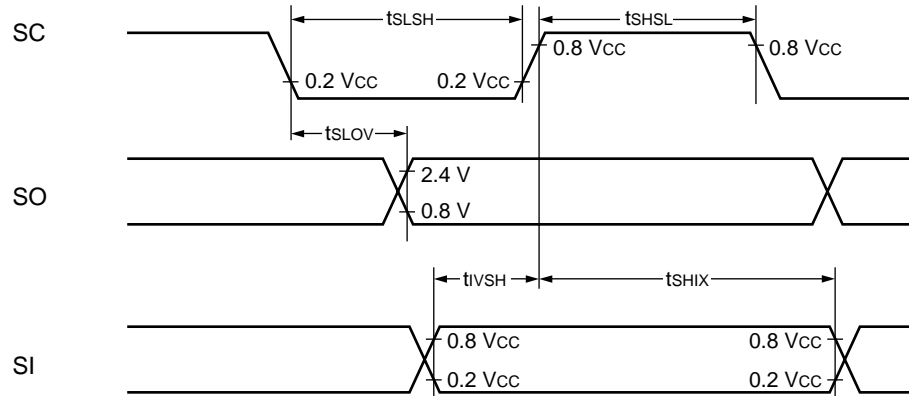 tSLSH
tSHSL
SC
0.8 VCC
0.8 VCC
0.2 VCC
0.2 VCC
tSLOV
2.4 V
SO
0.8 V
tIVSH
tSHIX
0.8 VCC
0.8 VCC
SI
0.2 VCC
0.2 VCC